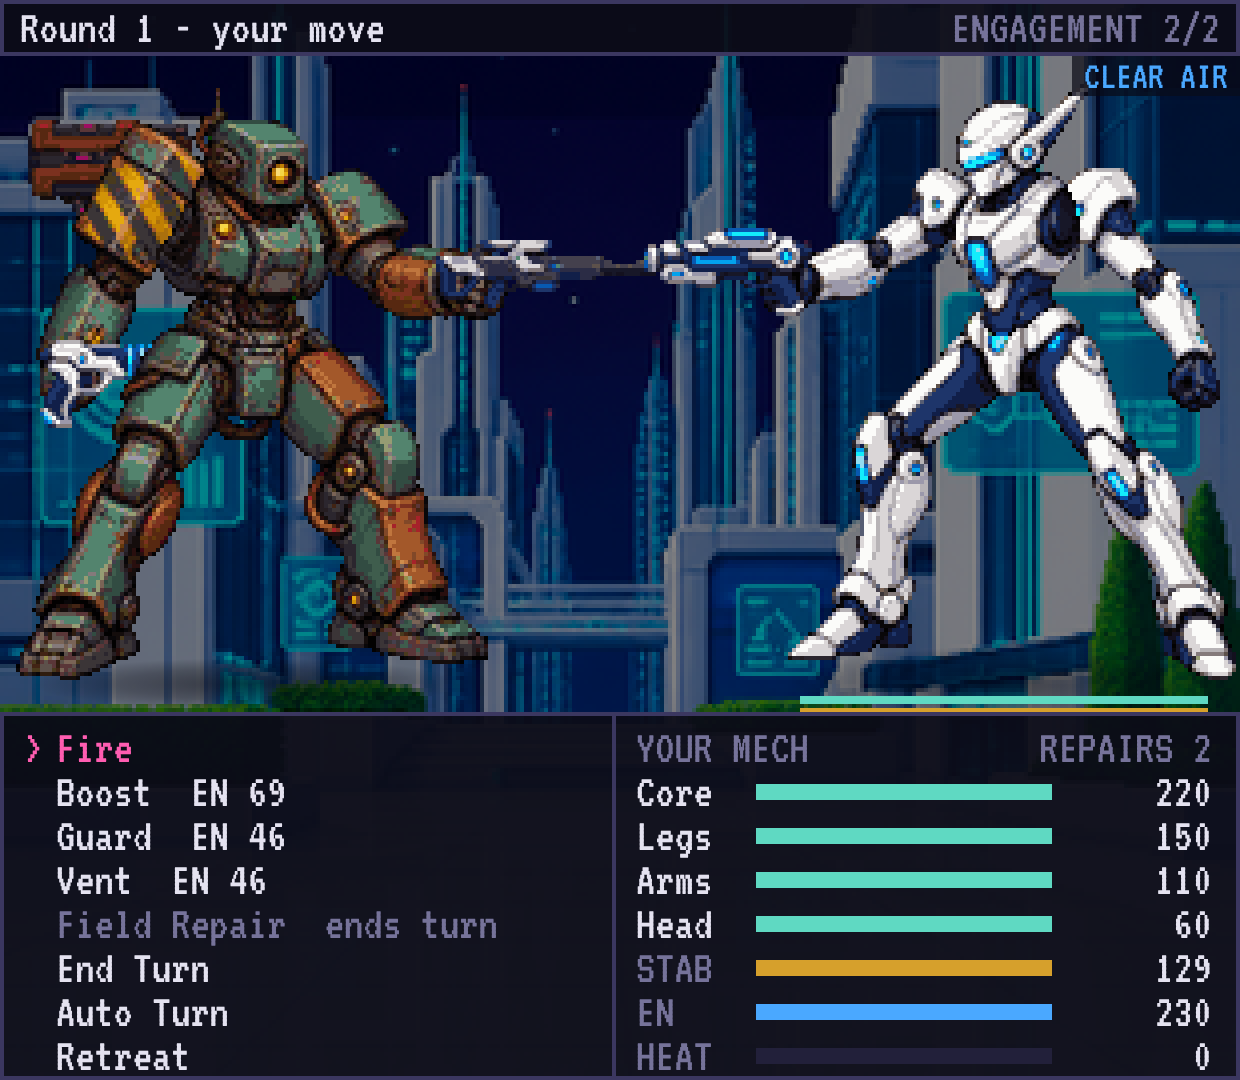 Round 1 - your move
ENGAGEMENT 2/2
CLEAR AIR
> Fire
Boost EN 69
Guard EN 46
Vent EN 46
Field Repair ends turn
End Turn
Auto Turn
Retreat
YOUR MECH REPAIRS 2
Core 220
Legs 150
Arms 110
Head 60
STAB 129
EN 230
HEAT 0